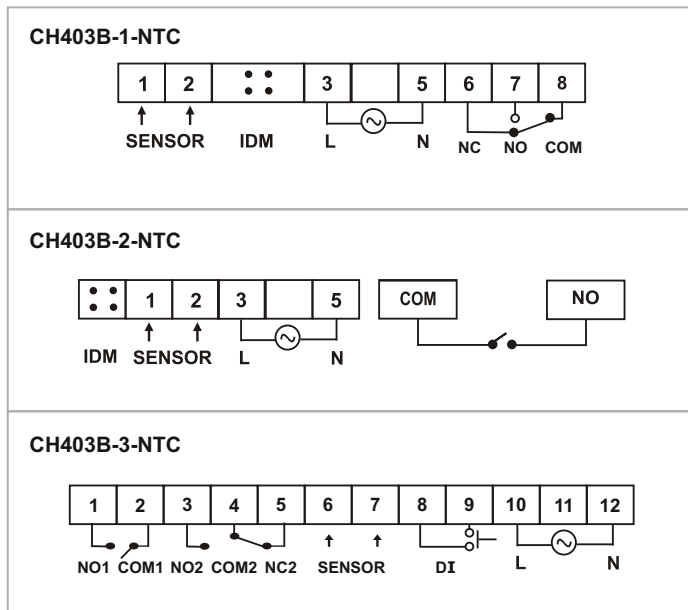 CH403B-1-NTC
1 2 3 5 6 7 8
SENSOR IDM L N NC NO COM
CH403B-2-NTC
1 2 3 5 COM NO
IDM SENSOR L N
CH403B-3-NTC
1 2 3 4 5 6 7 8 9 10 11 12
NO1 COM1 NO2 COM2 NC2 SENSOR DI L N